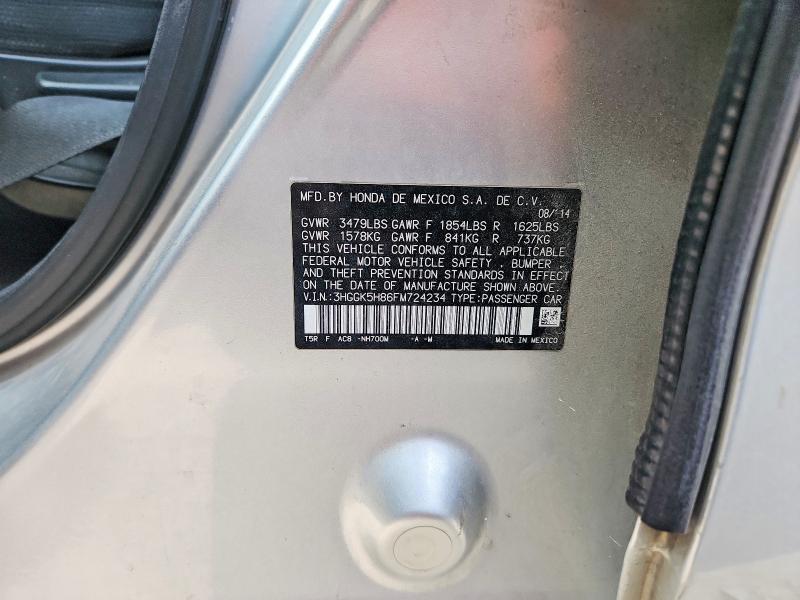 MFD.BY HONDA DE MEXICO S.A. DE C.V.
08/'14
GVWR 3479LBS GAWR F 1854LBS R 1625LBS
GVWR 1578KG GAWR F 841KG R 737KG
THIS VEHICLE CONFORMS TO ALL APPLICABLE
FEDERAL MOTOR VEHICLE SAFETY , BUMPER ,
AND THEFT PREVENTION STANDARDS IN EFFECT
ON THE DATE OF MANUFACTURE SHOWN ABOVE.
V.I.N.:3HGGK5H86FM724234 TYPE:PASSENGER CAR
T5R F AC8 -NH700M -A -M MADE IN MEXICO